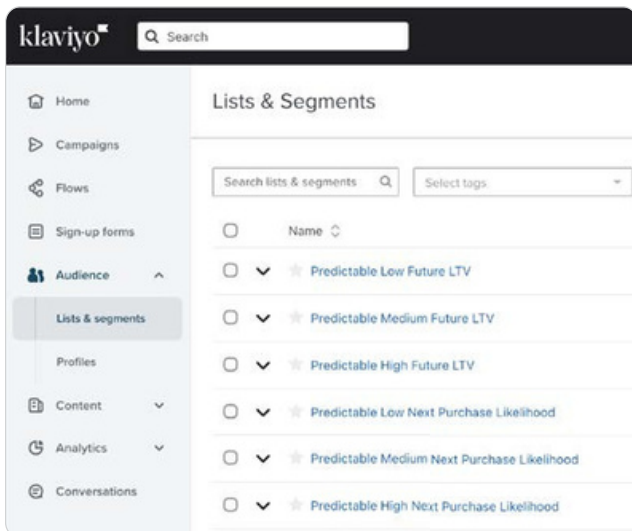 klaviyo
Search
Home
Campaigns
Flows
Sign-up forms
Audience
Lists & segments
Profiles
Content
Analytics
Conversations
Lists & Segments
Search lists & segments
Select tags
Name
Predictable Low Future LTV
Predictable Medium Future LTV
Predictable High Future LTV
Predictable Low Next Purchase Likelihood
Predictable Medium Next Purchase Likelihood
Predictable High Next Purchase Likelihood